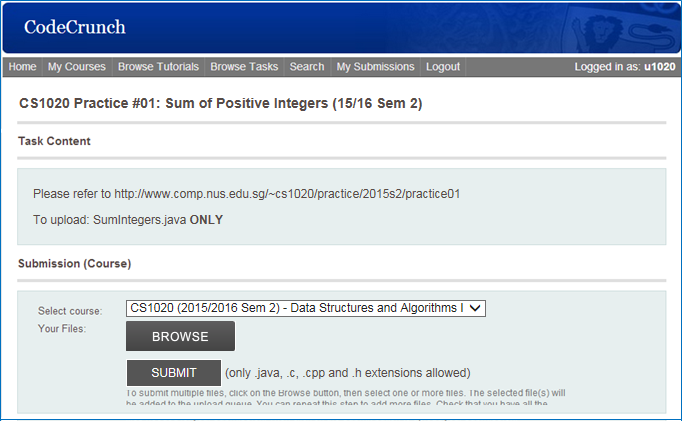 CodeCrunch
Home My Courses Browse Tutorials Browse Tasks Search My Submissions Logout Logged in as: u1020
CS1020 Practice #01: Sum of Positive Integers (15/16 Sem 2)
Task Content
Please refer to http://www.comp.nus.edu.sg/~cs1020/practice/2015s2/practice01
To upload: SumIntegers.java ONLY
Submission (Course)
Select course: CS1020 (2015/2016 Sem 2) - Data Structures and Algorithms I
Your Files: BROWSE
SUBMIT (only .java, .c, .cpp and .h extensions allowed)
To submit multiple files, click on the Browse button, then select one or more files. The selected file(s) will
be added to the upload queue. You can repeat this step to add more files. Check that you have all the